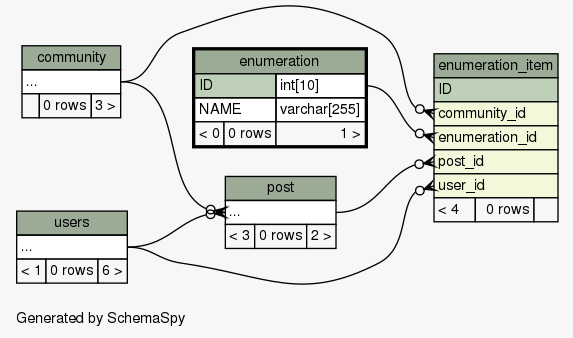 community
...
0 rows 3 >
enumeration
ID int[10]
NAME varchar[255]
< 0 0 rows 1 >
enumeration_item
ID
community_id
enumeration_id
post_id
user_id
< 4 0 rows
post
...
< 3 0 rows 2 >
users
...
< 1 0 rows 6 >
Generated by SchemaSpy